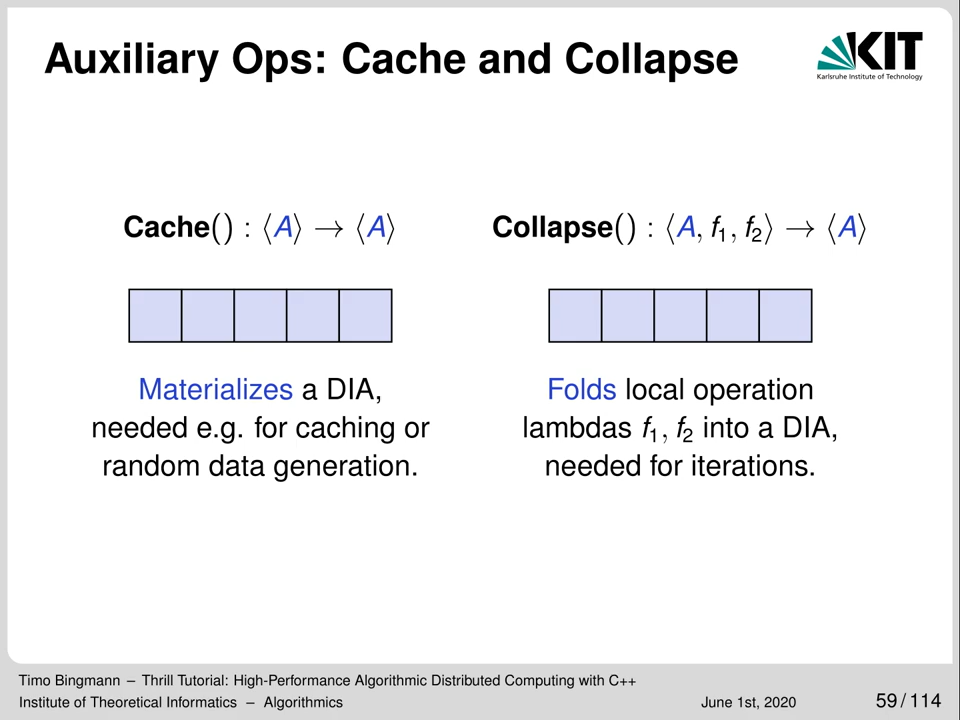 Auxiliary Ops: Cache and Collapse
KIT
Karlsruhe Institute of Technology
Cache() : ⟨A⟩ → ⟨A⟩
Materializes a DIA,
needed e.g. for caching or
random data generation.
Collapse() : ⟨A, f₁, f₂⟩ → ⟨A⟩
Folds local operation
lambdas f₁, f₂ into a DIA,
needed for iterations.
Timo Bingmann – Thrill Tutorial: High-Performance Algorithmic Distributed Computing with C++
Institute of Theoretical Informatics – Algorithmics
June 1st, 2020
59 / 114